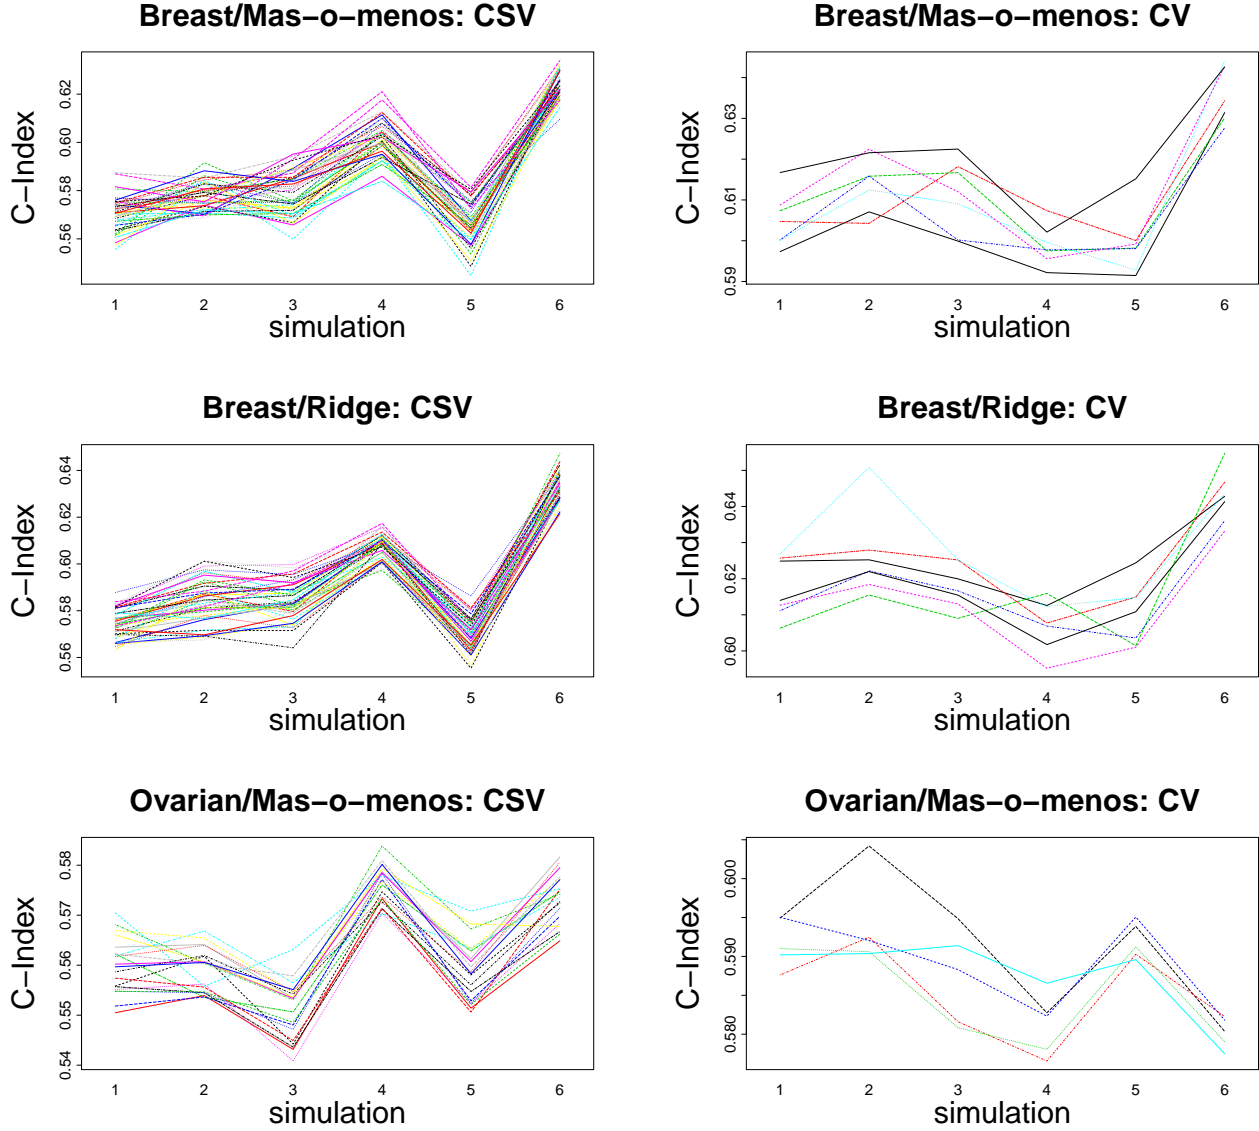 Breast/Mas−o−menos: CSV
C−Index
0.62
0.60
0.58
0.56
1 2 3 4 5 6
simulation
Breast/Mas−o−menos: CV
C−Index
0.63
0.61
0.59
1 2 3 4 5 6
simulation
Breast/Ridge: CSV
C−Index
0.64
0.62
0.60
0.58
0.56
1 2 3 4 5 6
simulation
Breast/Ridge: CV
C−Index
0.64
0.62
0.60
1 2 3 4 5 6
simulation
Ovarian/Mas−o−menos: CSV
C−Index
0.58
0.57
0.56
0.55
0.54
1 2 3 4 5 6
simulation
Ovarian/Mas−o−menos: CV
C−Index
0.600
0.590
0.580
1 2 3 4 5 6
simulation